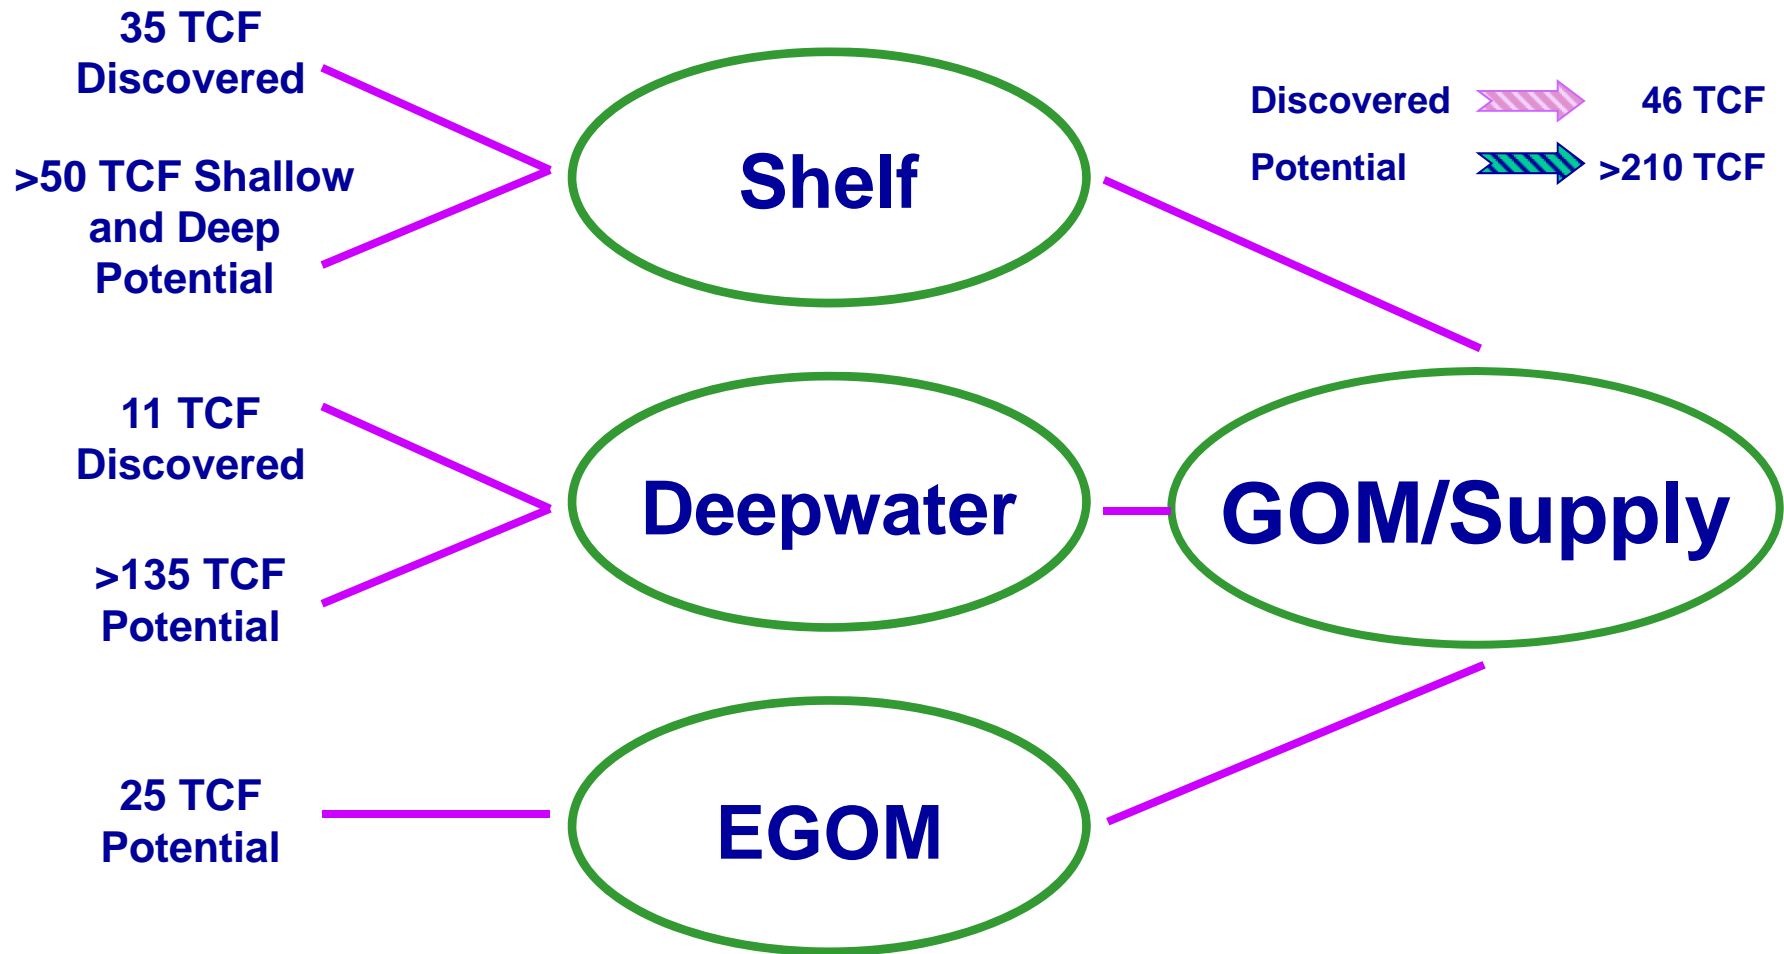 35 TCF
Discovered
>50 TCF Shallow
and Deep
Potential
Shelf
Discovered 46 TCF
Potential >210 TCF
11 TCF
Discovered
>135 TCF
Potential
Deepwater
GOM/Supply
25 TCF
Potential
EGOM